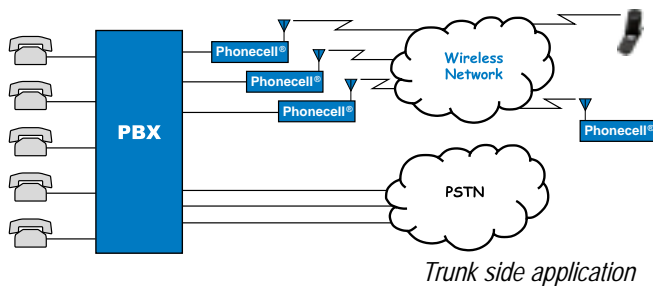 Phonecell®
Phonecell®
Phonecell®
Wireless
Network
Phonecell®
PBX
PSTN
Trunk side application